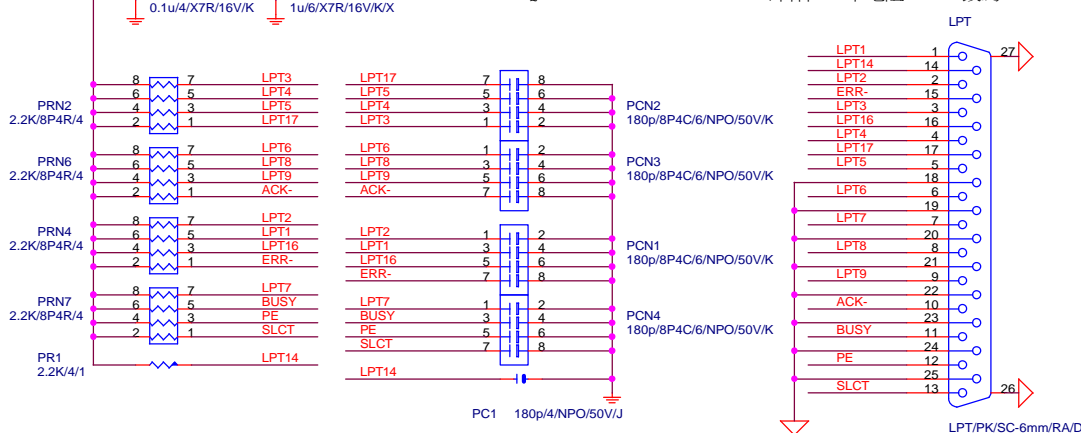 0.1u/4/X7R/16V/K
1u/6/X7R/16V/K/X
LPT
8 7 LPT3
6 5 LPT4
4 3 LPT5
2 1 LPT17
PRN2
2.2K/8P4R/4
8 7 LPT6
6 5 LPT8
4 3 LPT9
2 1 ACK-
PRN6
2.2K/8P4R/4
8 7 LPT2
6 5 LPT1
4 3 LPT16
2 1 ERR-
PRN4
2.2K/8P4R/4
8 7 LPT7
6 5 BUSY
4 3 PE
2 1 SLCT
PRN7
2.2K/8P4R/4
PR1
2.2K/4/1
LPT14
LPT17 7 8
LPT5 5 6
LPT4 3 4
LPT3 1 2
PCN2
180p/8P4C/6/NPO/50V/K
LPT6 1 2
LPT8 3 4
LPT9 5 6
ACK- 7 8
PCN3
180p/8P4C/6/NPO/50V/K
LPT2 1 2
LPT1 3 4
LPT16 5 6
ERR- 7 8
PCN1
180p/8P4C/6/NPO/50V/K
LPT7 1 2
BUSY 3 4
PE 5 6
SLCT 7 8
PCN4
180p/8P4C/6/NPO/50V/K
LPT14
PC1 180p/4/NPO/50V/J
LPT1 1 27
LPT14 14
LPT2 2
ERR- 15
LPT3 3
LPT16 16
LPT4 4
LPT17 17
LPT5 5
18
LPT6 6
19
LPT7 7
20
LPT8 8
21
LPT9 9
22
ACK- 10
23
BUSY 11
24
PE 12
25
SLCT 13 26
LPT/PK/SC-6mm/RA/D